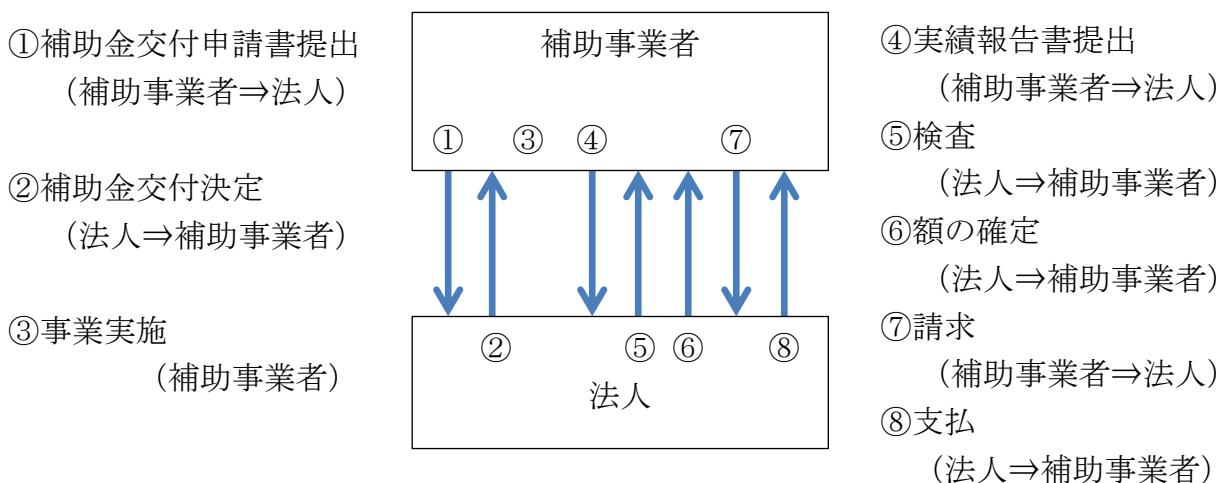 ①補助金交付申請書提出
（補助事業者⇒法人）
②補助金交付決定
（法人⇒補助事業者）
③事業実施
（補助事業者）
補助事業者
① ③ ④ ⑦
② ⑤ ⑥ ⑧
法人
④実績報告書提出
（補助事業者⇒法人）
⑤検査
（法人⇒補助事業者）
⑥額の確定
（法人⇒補助事業者）
⑦請求
（補助事業者⇒法人）
⑧支払
（法人⇒補助事業者）